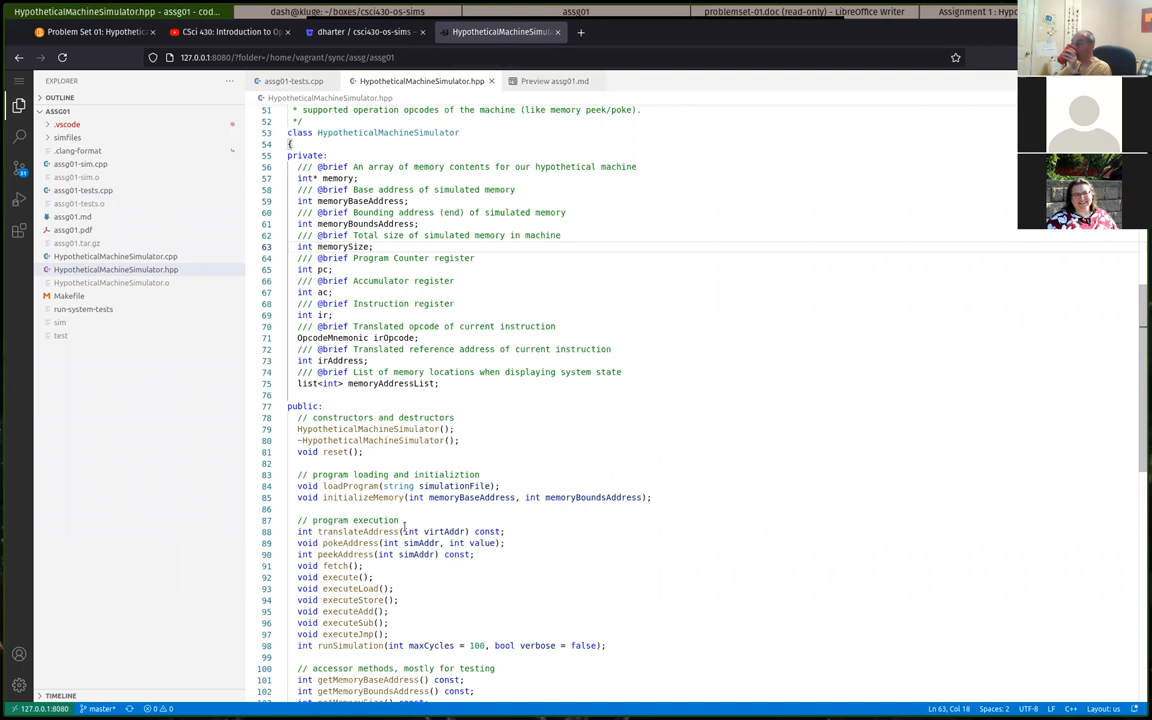 HypotheticalMachineSimulator.hpp - assg01 - cod...
dash@kluge: ~/boxes/csci430-os-sims
assg01
problemset-01.doc (read-only) — LibreOffice Writer
Assignment 1 : Hy
Problem Set 01: Hypothetic
CSci 430: Introduction to Op
dharter / csci430-os-sims —
HypotheticalMachineSimulat
127.0.0.1:8080/?folder=/home/vagrant/sync/assg/assg01
EXPLORER
OUTLINE
ASSG01
.vscode
simfiles
.clang-format
assg01-sim.cpp
assg01-sim.o
assg01-tests.cpp
assg01-tests.o
assg01.md
assg01.pdf
assg01.tar.gz
HypotheticalMachineSimulator.cpp
HypotheticalMachineSimulator.hpp
HypotheticalMachineSimulator.o
Makefile
run-system-tests
sim
test
TIMELINE
31
assg01-tests.cpp
HypotheticalMachineSimulator.hpp
Preview assg01.md
HypotheticalMachineSimulator.hpp
51 * supported operation opcodes of the machine (like memory peek/poke).
52 */
53 class HypotheticalMachineSimulator
54 {
55 private:
56 /// @brief An array of memory contents for our hypothetical machine
57 int* memory;
58 /// @brief Base address of simulated memory
59 int memoryBaseAddress;
60 /// @brief Bounding address (end) of simulated memory
61 int memoryBoundsAddress;
62 /// @brief Total size of simulated memory in machine
63 int memorySize;
64 /// @brief Program Counter register
65 int pc;
66 /// @brief Accumulator register
67 int ac;
68 /// @brief Instruction register
69 int ir;
70 /// @brief Translated opcode of current instruction
71 OpcodeMnemonic irOpcode;
72 /// @brief Translated reference address of current instruction
73 int irAddress;
74 /// @brief List of memory locations when displaying system state
75 list<int> memoryAddressList;
76
77 public:
78 // constructors and destructors
79 HypotheticalMachineSimulator();
80 ~HypotheticalMachineSimulator();
81 void reset();
82
83 // program loading and initializtion
84 void loadProgram(string simulationFile);
85 void initializeMemory(int memoryBaseAddress, int memoryBoundsAddress);
86
87 // program execution
88 int translateAddress(int virtAddr) const;
89 void pokeAddress(int simAddr, int value);
90 int peekAddress(int simAddr) const;
91 void fetch();
92 void execute();
93 void executeLoad();
94 void executeStore();
95 void executeAdd();
96 void executeSub();
97 void executeJmp();
98 int runSimulation(int maxCycles = 100, bool verbose = false);
99
100 // accessor methods, mostly for testing
101 int getMemoryBaseAddress() const;
102 int getMemoryBoundsAddress() const;
127.0.0.1:8080
master*
0
0
Ln 63, Col 18
Spaces: 2
UTF-8
LF
C++
Layout: us